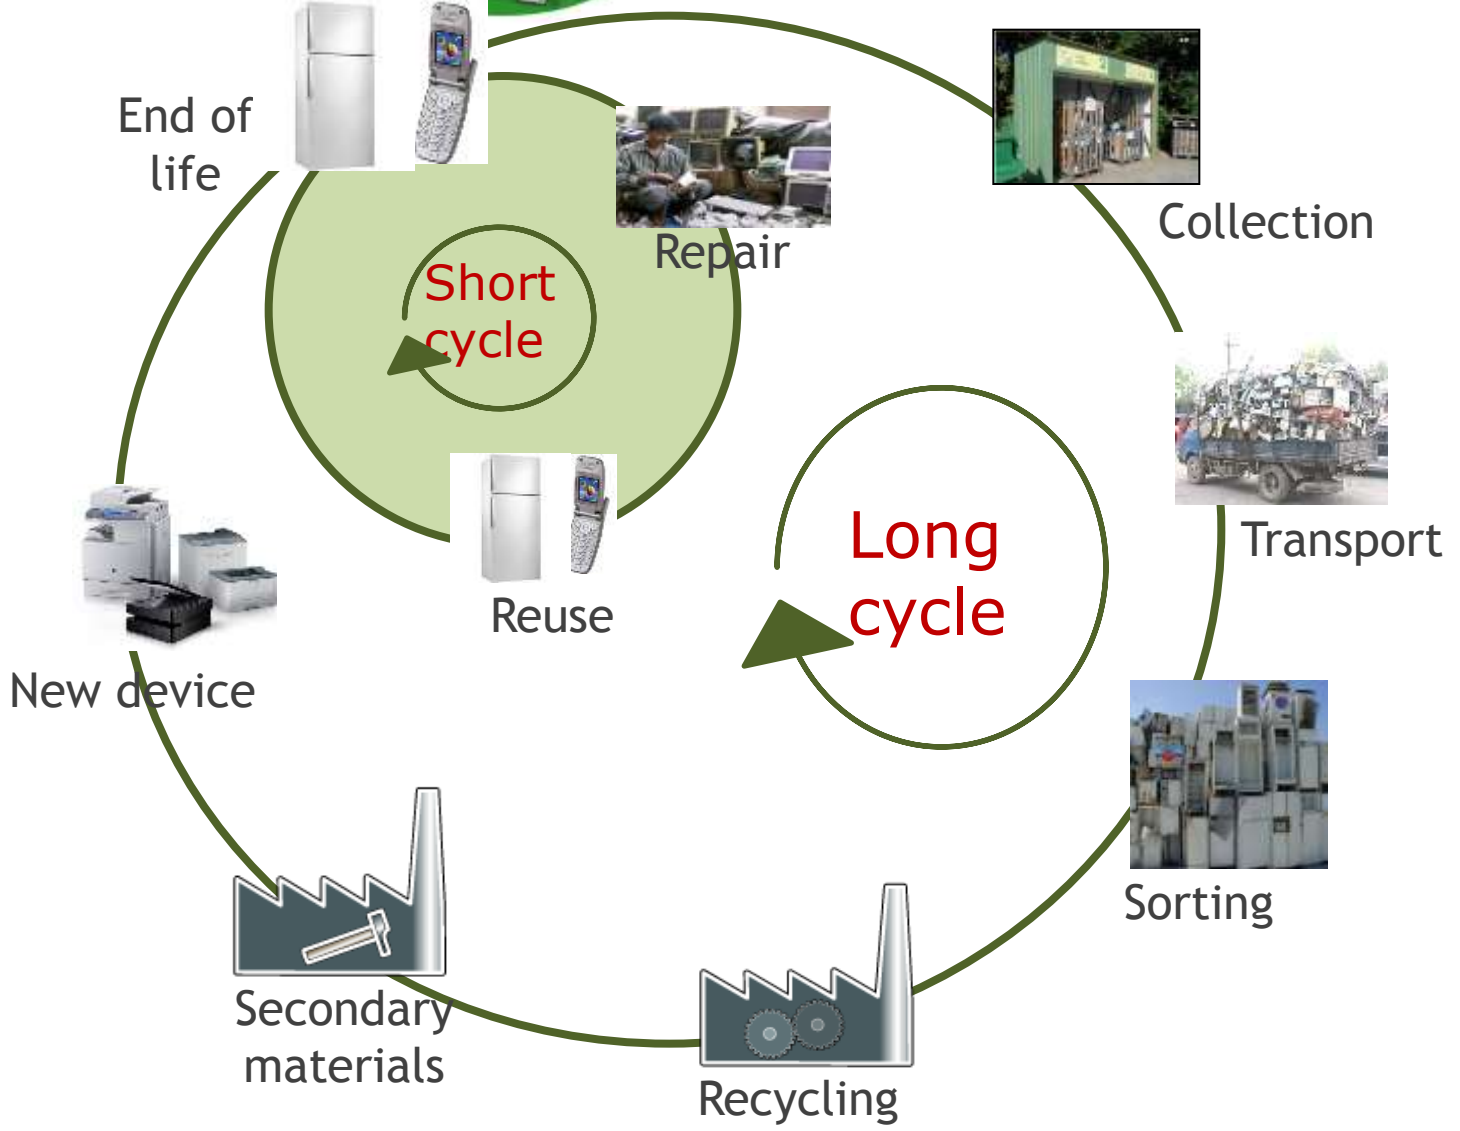 End of
life
Repair
Collection
Short
cycle
Transport
Long
cycle
Reuse
New device
Sorting
Secondary
materials
Recycling